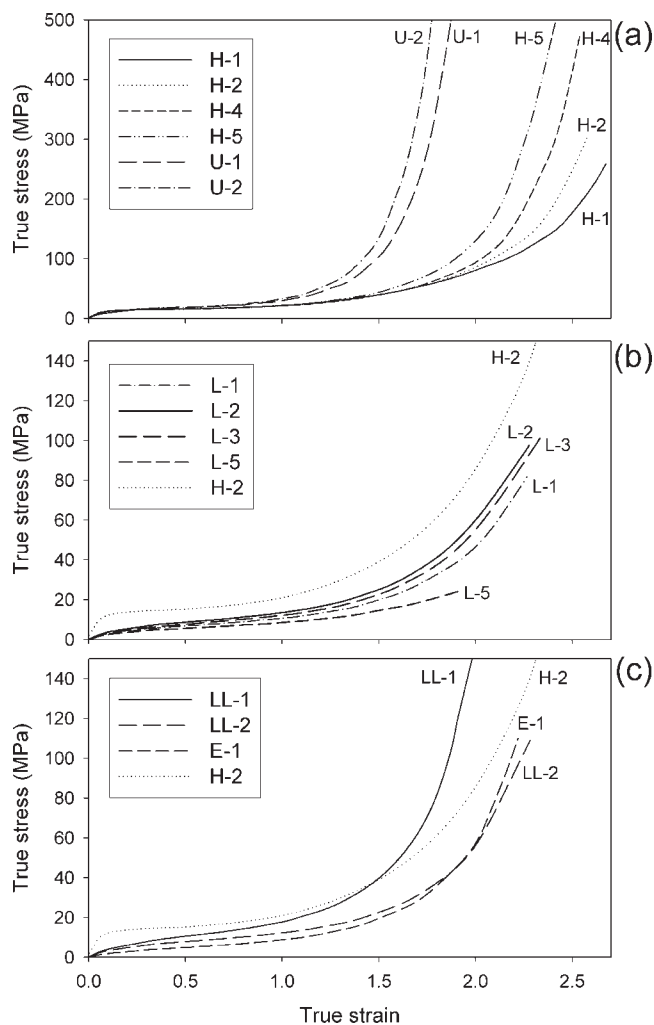 500
400
300
200
100
0
True stress (MPa)
H-1
H-2
H-4
H-5
U-1
U-2
U-2
U-1
H-5
H-4
H-2
H-1
(a)
140
120
100
80
60
40
20
0
True stress (MPa)
L-1
L-2
L-3
L-5
H-2
H-2
L-2
L-3
L-1
L-5
(b)
140
120
100
80
60
40
20
0
True stress (MPa)
LL-1
LL-2
E-1
H-2
LL-1
H-2
E-1
LL-2
(c)
0.0 0.5 1.0 1.5 2.0 2.5
True strain